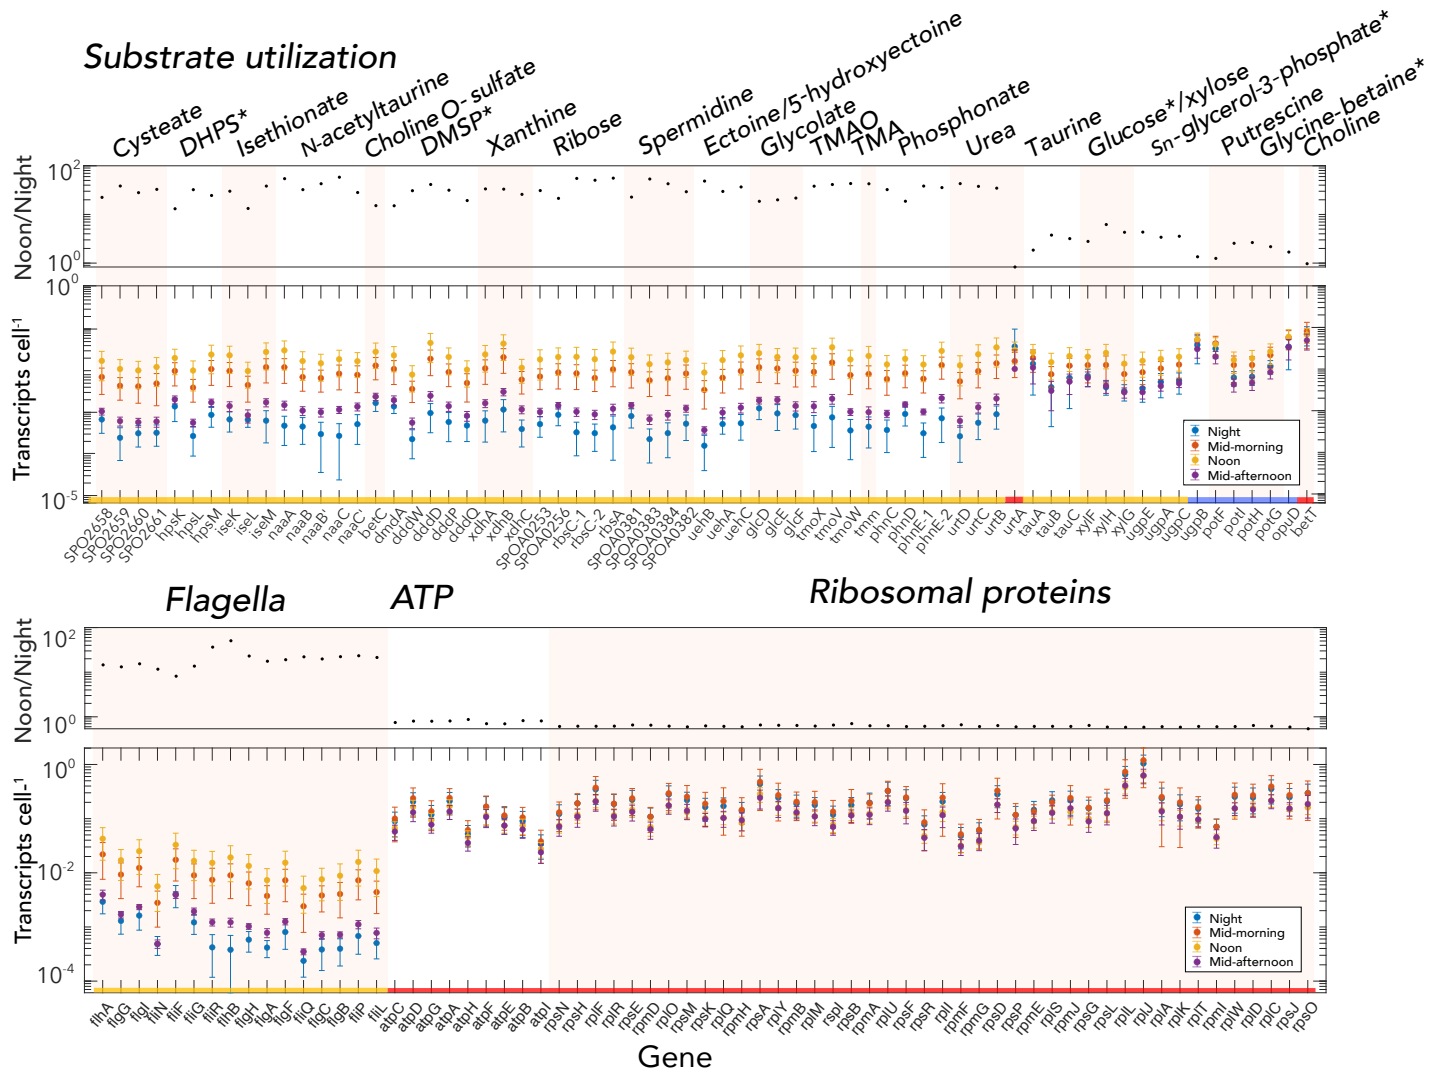 Substrate utilization
Cysteate
DHPS*
Isethionate
N-acetyltaurine
Choline O-sulfate
DMSP*
Xanthine
Ribose
Spermidine
Ectoine/5-hydroxyectoine
Glycolate
TMAO
TMA
Phosphonate
Urea
Taurine
Glucose*/xylose
Sn-glycerol-3-phosphate*
Putrescine
Glycine-betaine*
Choline
Noon/Night
10²
10⁰
Transcripts cell⁻¹
10⁰
10⁻⁵
Night
Mid-morning
Noon
Mid-afternoon
SPO2658
SPO2659
SPO2660
SPO2661
hpsK
hpsL
hpsM
iseK
iseL
iseM
naaA
naaB
naaB'
naaC
naaC'
betC
dmdA
dddW
dddD
dddP
dddQ
xdhA
xdhB
xdhC
SPOA0253
SPOA0256
rbsC-1
rbsC-2
rbsA
SPOA0381
SPOA0383
SPOA0384
SPOA0382
uehB
uehA
uehC
glcD
glcE
glcF
tmoX
tmoV
tmoW
tmm
phnC
phnD
phnE-1
phnE-2
urtD
urtC
urtB
urtA
tauA
tauB
tauC
xylF
xylH
xylG
ugpE
ugpA
ugpC
ugpB
potF
potI
potH
potG
opuD
betT
Flagella
ATP
Ribosomal proteins
Noon/Night
10²
10⁰
Transcripts cell⁻¹
10⁰
10⁻²
10⁻⁴
Night
Mid-morning
Noon
Mid-afternoon
flhA
flgG
flgI
fliN
fliF
fliG
fliR
flhB
flgH
flgA
flgF
fliQ
flgC
flgB
fliP
fliL
atpC
atpD
atpG
atpA
atpH
atpF
atpE
atpB
atpI
rpsN
rpsH
rplF
rplR
rpsE
rpmD
rplO
rpsM
rpsK
rplQ
rpmH
rpsA
rplY
rpmB
rplM
rspI
rpsB
rpmA
rplU
rpsF
rpsR
rplI
rpmF
rpmG
rpsD
rpsP
rpmE
rplS
rpmJ
rpsG
rpsL
rplL
rplJ
rplA
rplK
rplT
rpmI
rplW
rplD
rplC
rpsJ
rpsO
Gene